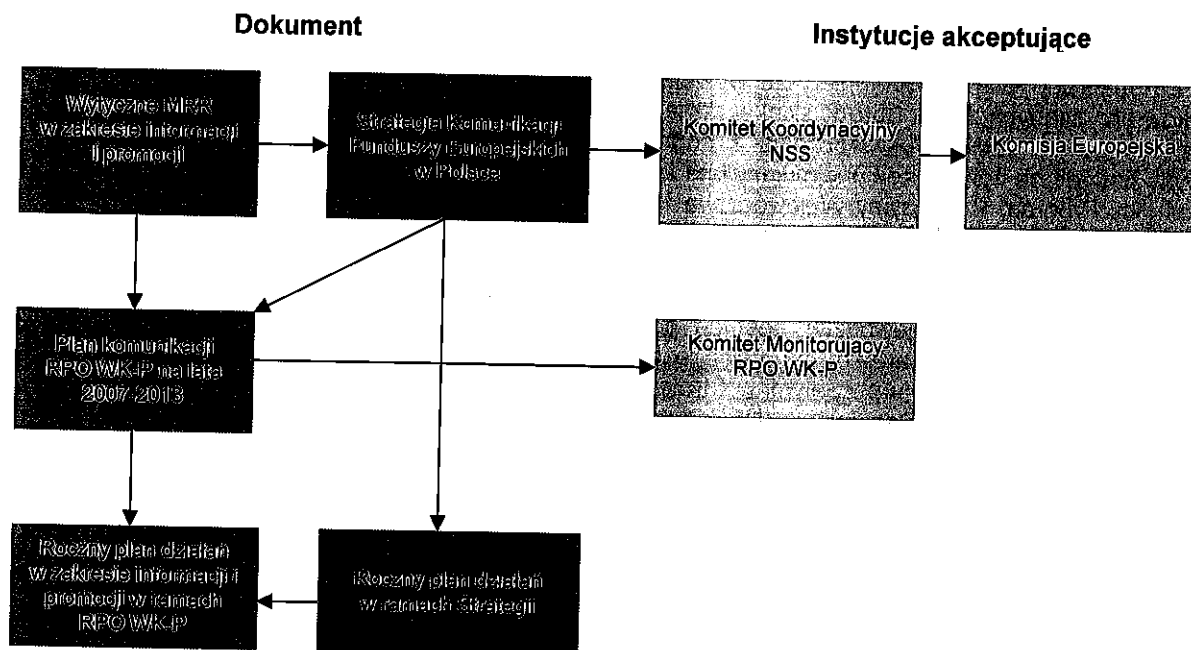 Dokument
Instytucje akceptujące
Wytyczne MRR
w zakresie informacji
i promocji
Strategia Komunikacji
Funduszy Europejskich
w Polsce
Komitet Koordynacyjny
NSS
Komisja Europejska
Plan komunikacji
RPO WK-P na lata
2007-2013
Komitet Monitorujący
RPO WK-P
Roczny plan działań
w zakresie informacji i
promocji w ramach
RPO WK-P
Roczny plan działań
w ramach Strategii